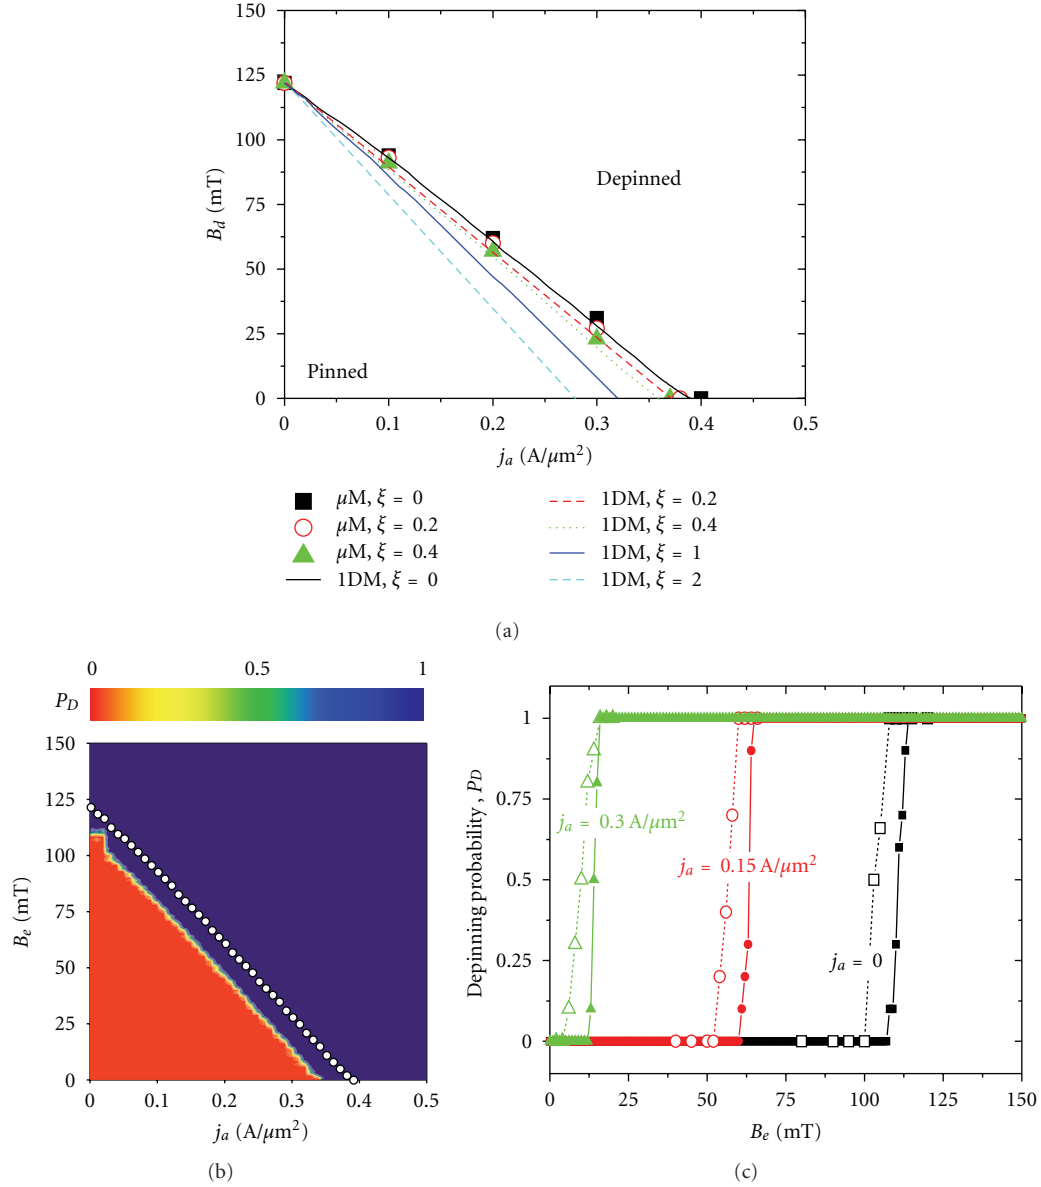 150
125
100
75
50
25
0
B_d (mT)
Depinned
Pinned
0 0.1 0.2 0.3 0.4 0.5
j_a (A/μm²)
μM, ξ = 0
μM, ξ = 0.2
μM, ξ = 0.4
1DM, ξ = 0
1DM, ξ = 0.2
1DM, ξ = 0.4
1DM, ξ = 1
1DM, ξ = 2
(a)
0 0.5 1
P_D
150
125
100
75
50
25
0
B_e (mT)
0 0.1 0.2 0.3 0.4 0.5
j_a (A/μm²)
(b)
1
0.75
0.5
0.25
0
Depinning probability, P_D
j_a = 0.3 A/μm²
j_a = 0.15 A/μm²
j_a = 0
0 25 50 75 100 125 150
B_e (mT)
(c)